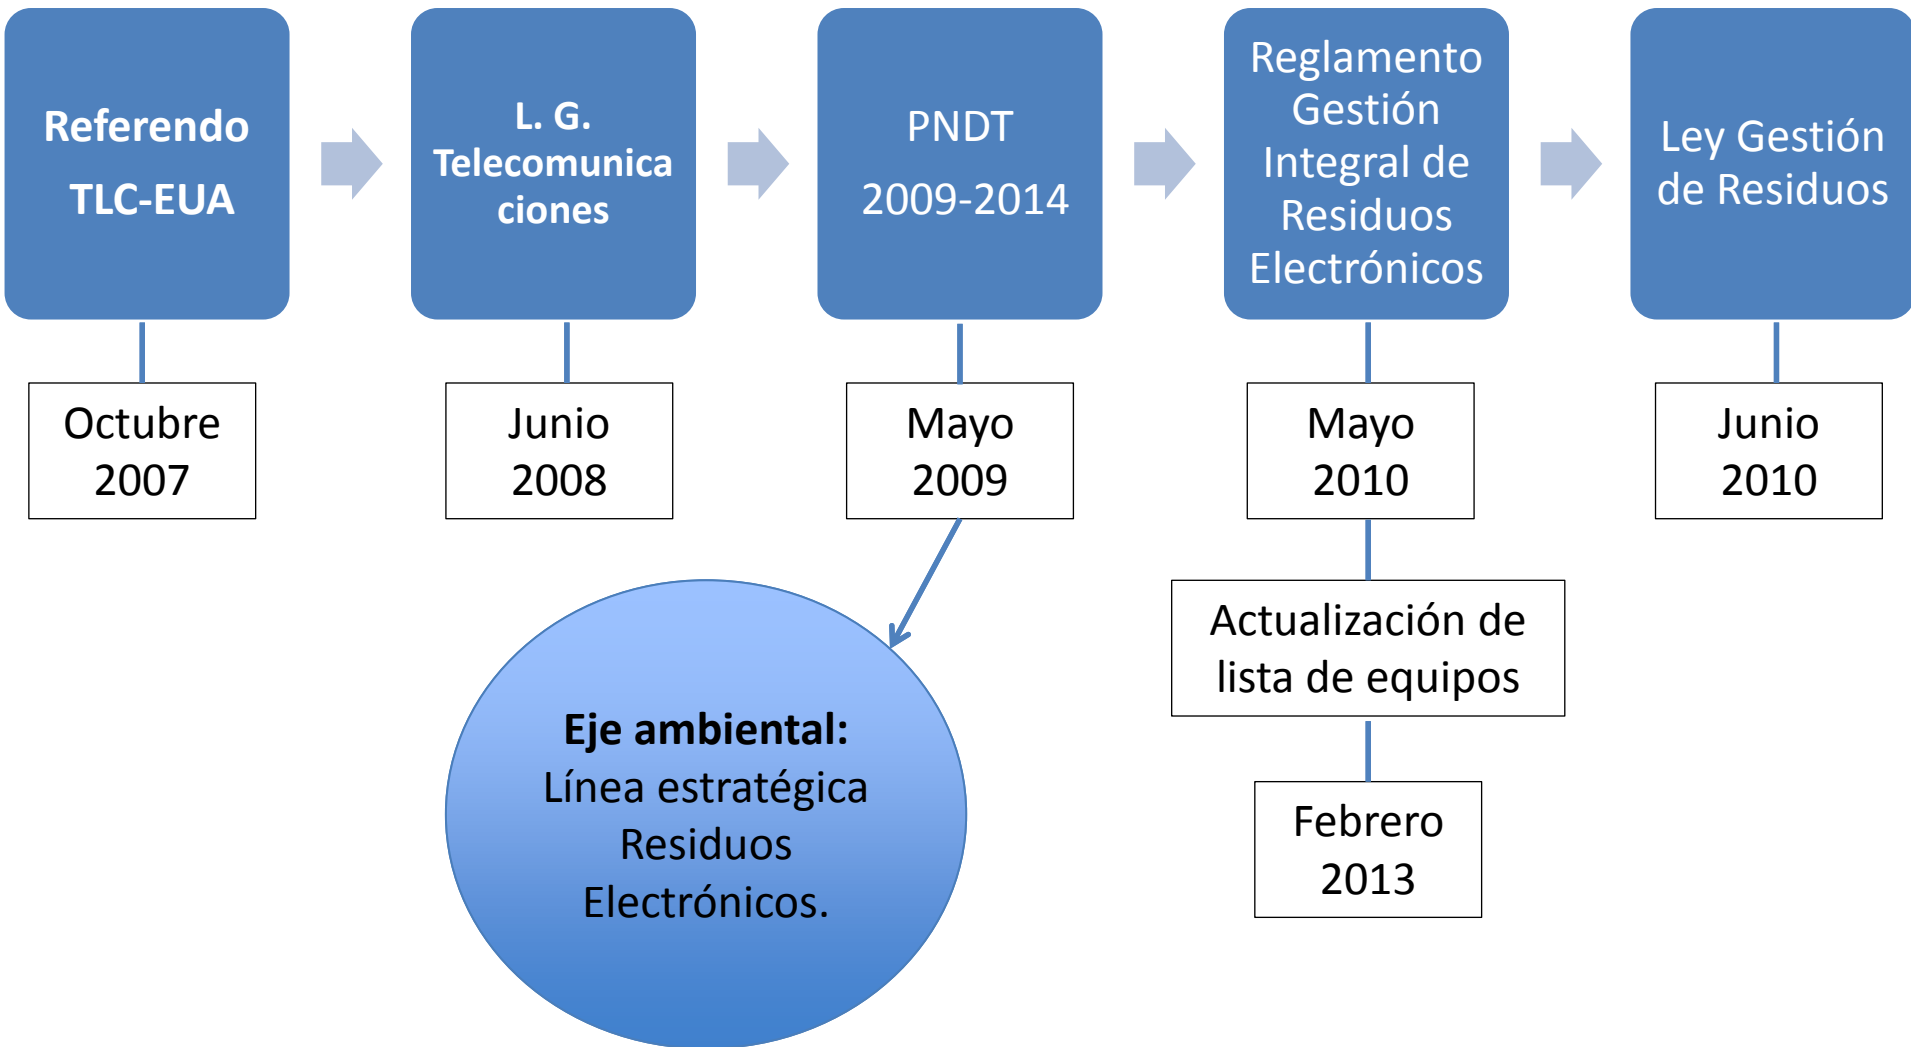 Referendo
TLC-EUA
L. G.
Telecomunica
ciones
PNDT
2009-2014
Reglamento
Gestión
Integral de
Residuos
Electrónicos
Ley Gestión
de Residuos
Octubre
2007
Junio
2008
Mayo
2009
Mayo
2010
Junio
2010
Actualización de
lista de equipos
Eje ambiental:
Línea estratégica
Residuos
Electrónicos.
Febrero
2013